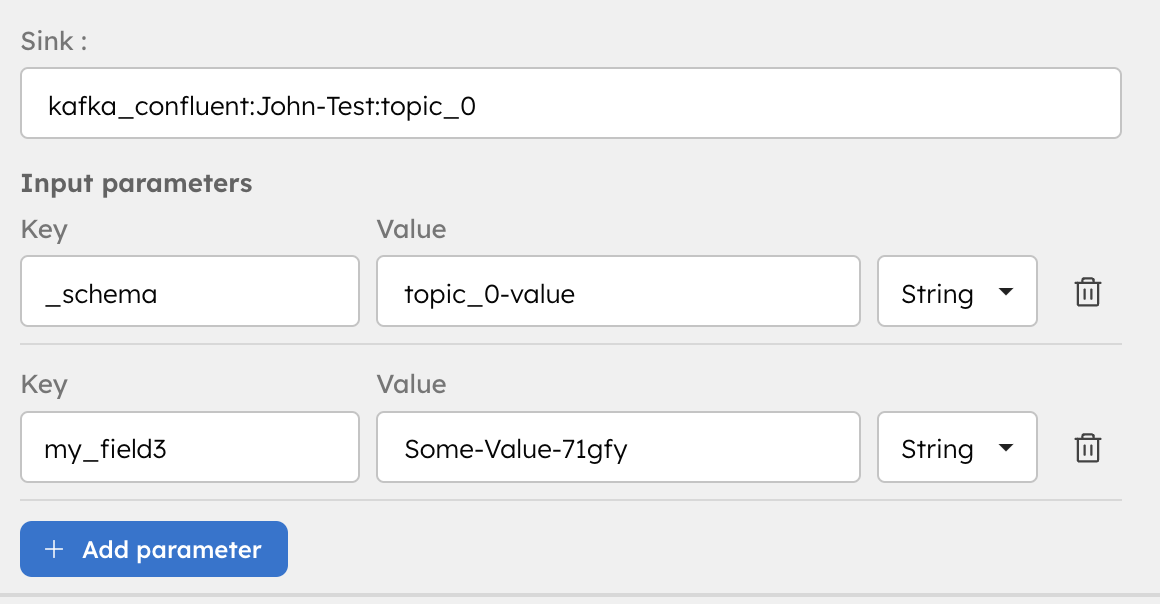 Sink :
kafka_confluent:John-Test:topic_0
Input parameters
Key Value
_schema topic_0-value String
Key Value
my_field3 Some-Value-71gfy String
+ Add parameter